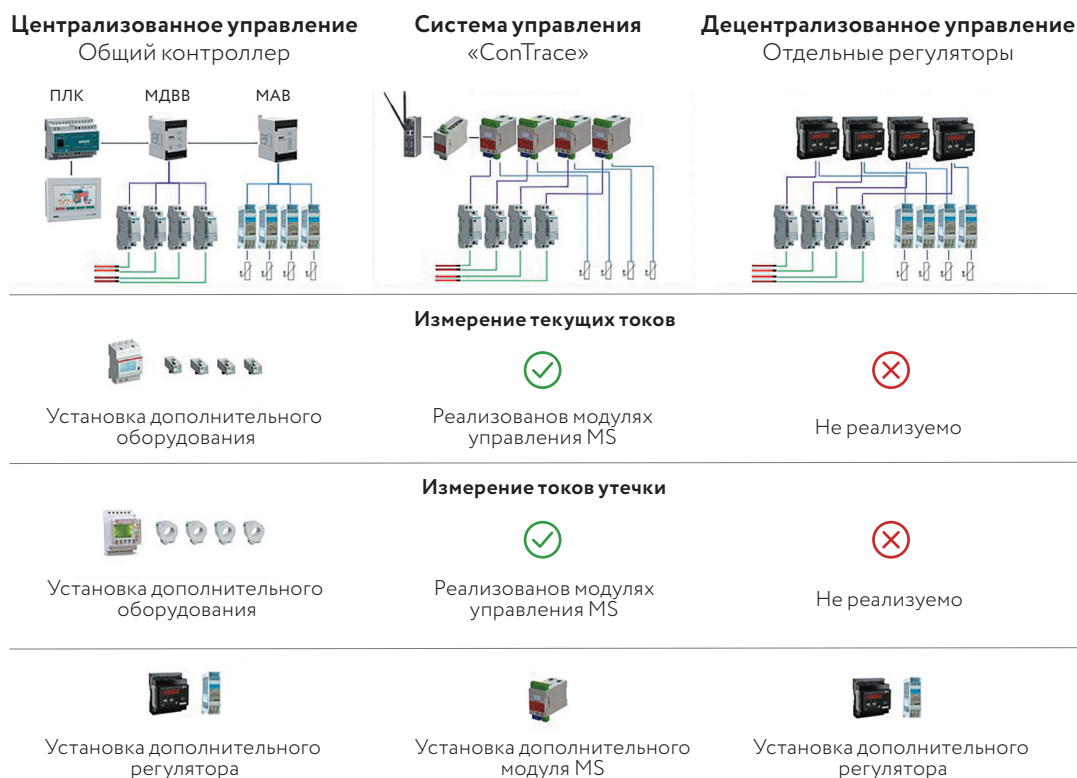 Централизованное управление
Общий контроллер
Система управления
«ConTrace»
Децентрализованное управление
Отдельные регуляторы
ПЛК
МДВВ
МАВ
Измерение текущих токов
Установка дополнительного
оборудования
Реализованов модулях
управления MS
Не реализуемо
Измерение токов утечки
Установка дополнительного
оборудования
Реализованов модулях
управления MS
Не реализуемо
Установка дополнительного
регулятора
Установка дополнительного
модуля MS
Установка дополнительного
регулятора